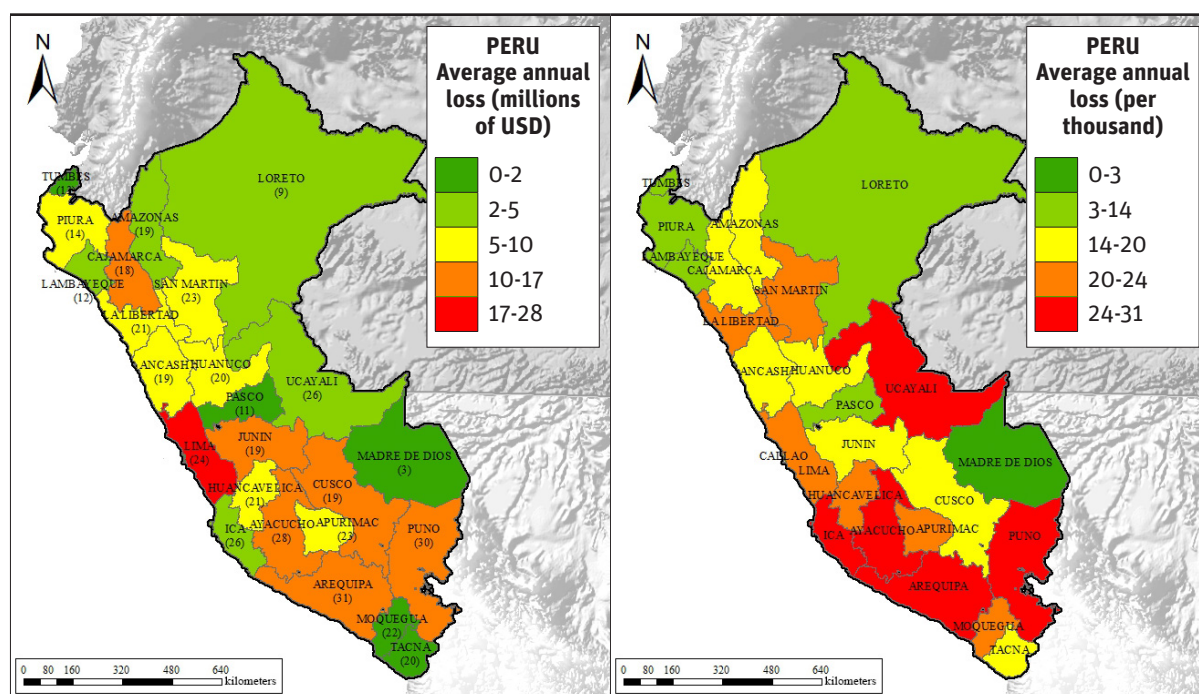 N
PERU
Average annual
loss (millions
of USD)
0-2
2-5
5-10
10-17
17-28
TUMBES
(13)
PIURA
(14)
LAMBAYEQUE
(12)
AMAZONAS
(19)
CAJAMARCA
(18)
LORETO
(9)
SAN MARTIN
(23)
LA LIBERTAD
(21)
ANCASH
(19)
HUANUCO
(20)
UCAYALI
(26)
PASCO
(11)
LIMA
(24)
JUNIN
(19)
MADRE DE DIOS
(3)
HUANCAVELICA
(21)
CUSCO
(19)
ICA
(26)
AYACUCHO
(28)
APURIMAC
(23)
PUNO
(30)
AREQUIPA
(31)
MOQUEGUA
(22)
TACNA
(20)
0 80 160 320 480 640
kilometers
N
PERU
Average annual
loss (per
thousand)
0-3
3-14
14-20
20-24
24-31
TUMBES
PIURA
LAMBAYEQUE
AMAZONAS
CAJAMARCA
LORETO
SAN MARTIN
LA LIBERTAD
ANCASH
HUANUCO
UCAYALI
PASCO
JUNIN
CALLAO
LIMA
MADRE DE DIOS
HUANCAVELICA
CUSCO
ICA
AYACUCHO
APURIMAC
PUNO
AREQUIPA
MOQUEGUA
TACNA
0 80 160 320 480 640
kilometers